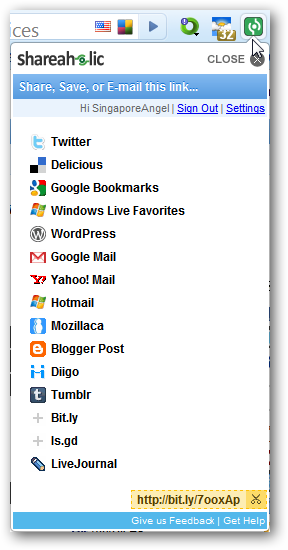 ices
32
shareaholic
CLOSE
Share, Save, or E-mail this link...
Hi SingaporeAngel | Sign Out | Settings
Twitter
Delicious
Google Bookmarks
Windows Live Favorites
WordPress
Google Mail
Yahoo! Mail
Hotmail
Mozillaca
Blogger Post
Diigo
Tumblr
Bit.ly
Is.gd
LiveJournal
http://bit.ly/7ooxAp
Give us Feedback | Get Help